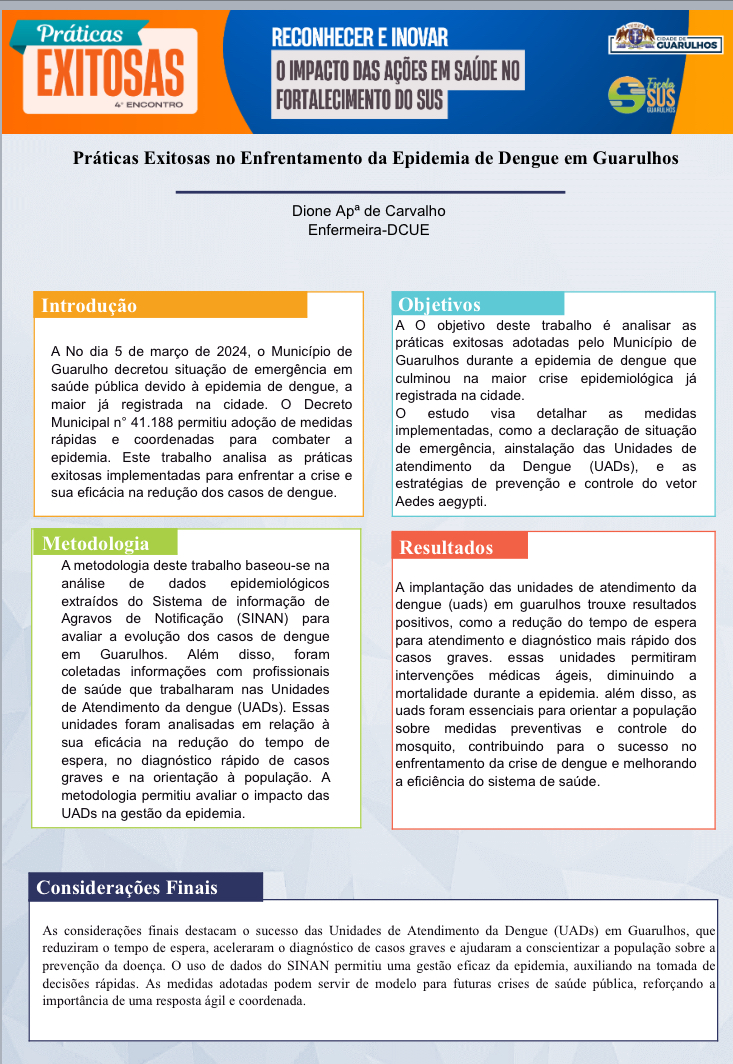 Práticas
EXITOSAS
4º ENCONTRO
RECONHECER E INOVAR
O IMPACTO DAS AÇÕES EM SAÚDE NO
FORTALECIMENTO DO SUS
CIDADE DE
GUARULHOS
Escola
SUS
GUARULHOS
Práticas Exitosas no Enfrentamento da Epidemia de Dengue em Guarulhos
Dione Apª de Carvalho
Enfermeira-DCUE
Introdução
A No dia 5 de março de 2024, o Município de
Guarulho decretou situação de emergência em
saúde pública devido à epidemia de dengue, a
maior já registrada na cidade. O Decreto
Municipal n° 41.188 permitiu adoção de medidas
rápidas e coordenadas para combater a
epidemia. Este trabalho analisa as práticas
exitosas implementadas para enfrentar a crise e
sua eficácia na redução dos casos de dengue.
Objetivos
A O objetivo deste trabalho é analisar as
práticas exitosas adotadas pelo Município de
Guarulhos durante a epidemia de dengue que
culminou na maior crise epidemiológica já
registrada na cidade.
O estudo visa detalhar as medidas
implementadas, como a declaração de situação
de emergência, ainstalação das Unidades de
atendimento da Dengue (UADs), e as
estratégias de prevenção e controle do vetor
Aedes aegypti.
Metodologia
A metodologia deste trabalho baseou-se na
análise de dados epidemiológicos
extraídos do Sistema de informação de
Agravos de Notificação (SINAN) para
avaliar a evolução dos casos de dengue
em Guarulhos. Além disso, foram
coletadas informações com profissionais
de saúde que trabalharam nas Unidades
de Atendimento da dengue (UADs). Essas
unidades foram analisadas em relação à
sua eficácia na redução do tempo de
espera, no diagnóstico rápido de casos
graves e na orientação à população. A
metodologia permitiu avaliar o impacto das
UADs na gestão da epidemia.
Resultados
A implantação das unidades de atendimento da
dengue (uads) em guarulhos trouxe resultados
positivos, como a redução do tempo de espera
para atendimento e diagnóstico mais rápido dos
casos graves. essas unidades permitiram
intervenções médicas ágeis, diminuindo a
mortalidade durante a epidemia. além disso, as
uads foram essenciais para orientar a população
sobre medidas preventivas e controle do
mosquito, contribuindo para o sucesso no
enfrentamento da crise de dengue e melhorando
a eficiência do sistema de saúde.
Considerações Finais
As considerações finais destacam o sucesso das Unidades de Atendimento da Dengue (UADs) em Guarulhos, que
reduziram o tempo de espera, aceleraram o diagnóstico de casos graves e ajudaram a conscientizar a população sobre a
prevenção da doença. O uso de dados do SINAN permitiu uma gestão eficaz da epidemia, auxiliando na tomada de
decisões rápidas. As medidas adotadas podem servir de modelo para futuras crises de saúde pública, reforçando a
importância de uma resposta ágil e coordenada.